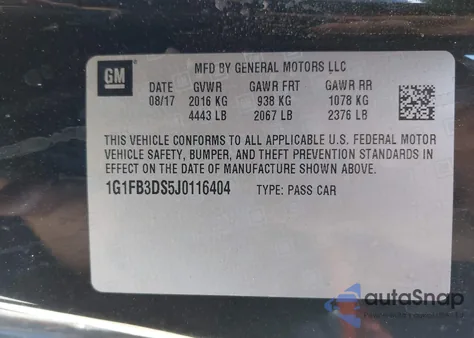 GM
MFD BY GENERAL MOTORS LLC
DATE GVWR GAWR FRT GAWR RR
08/17 2016 KG 938 KG 1078 KG
4443 LB 2067 LB 2376 LB
THIS VEHICLE CONFORMS TO ALL APPLICABLE U.S. FEDERAL MOTOR
VEHICLE SAFETY, BUMPER, AND THEFT PREVENTION STANDARDS IN
EFFECT ON THE DATE OF MANUFACTURE SHOWN ABOVE.
1G1FB3DS5J0116404 TYPE: PASS CAR
autaSnap